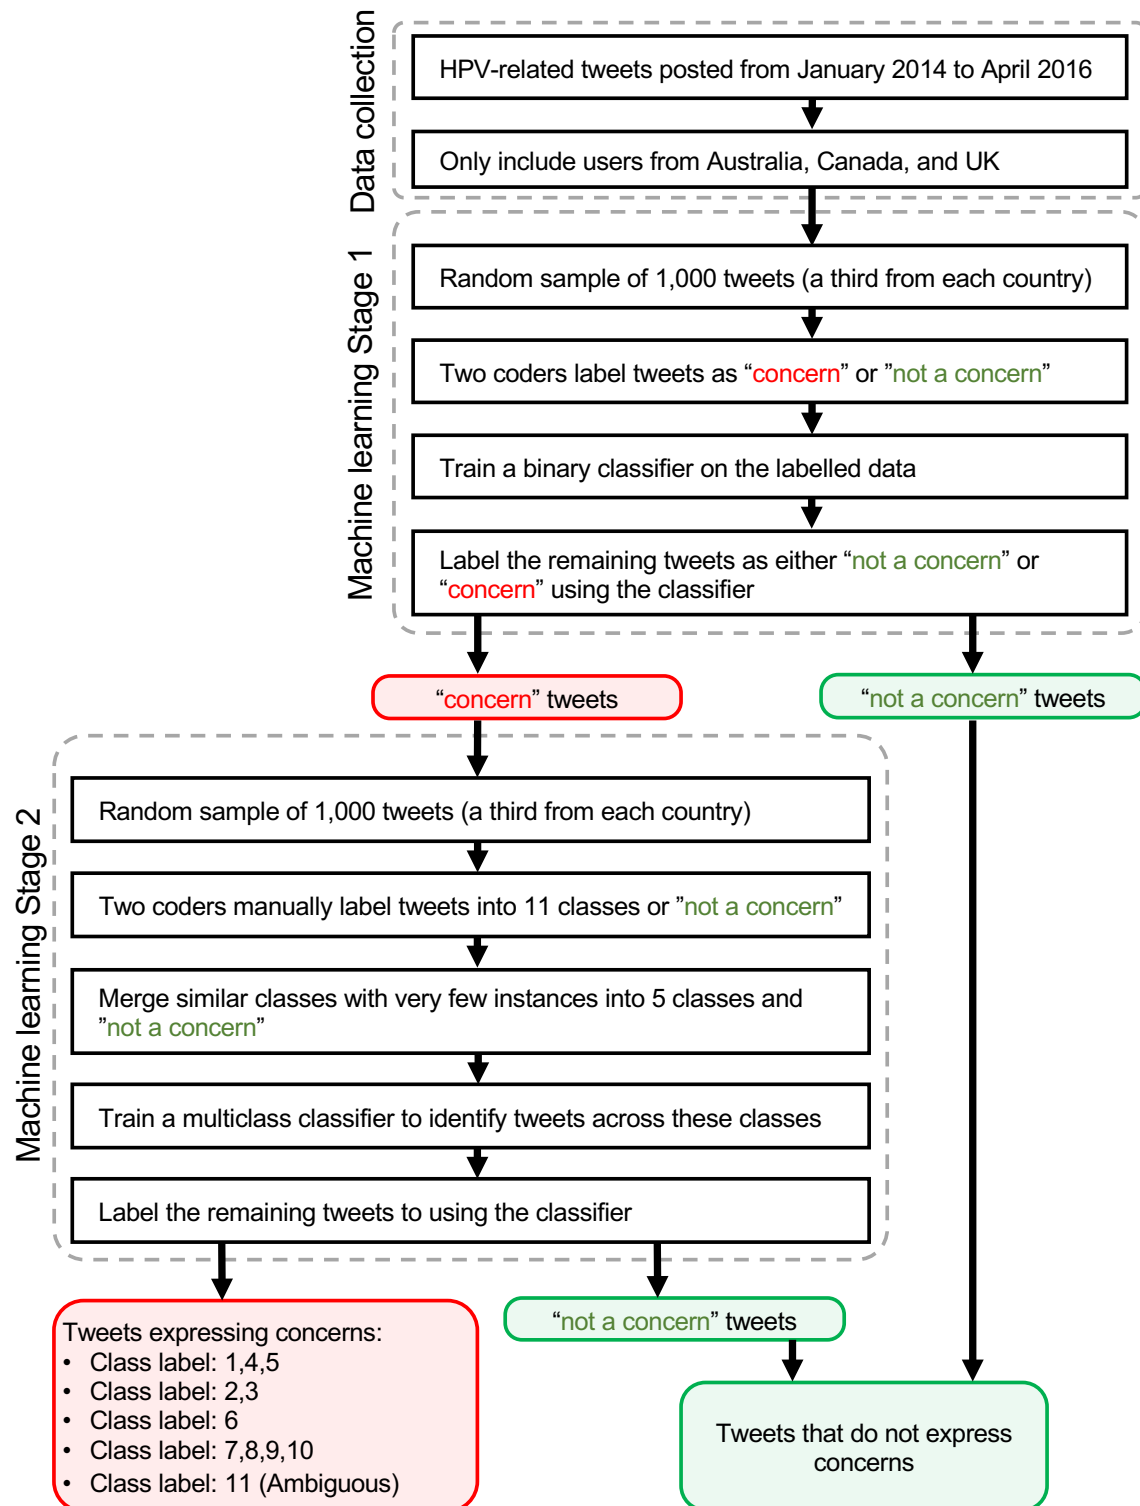 Data collection
HPV-related tweets posted from January 2014 to April 2016
Only include users from Australia, Canada, and UK
Machine learning Stage 1
Random sample of 1,000 tweets (a third from each country)
Two coders label tweets as “concern” or ”not a concern”
Train a binary classifier on the labelled data
Label the remaining tweets as either “not a concern” or
“concern” using the classifier
“concern” tweets
“not a concern” tweets
Machine learning Stage 2
Random sample of 1,000 tweets (a third from each country)
Two coders manually label tweets into 11 classes or ”not a concern”
Merge similar classes with very few instances into 5 classes and
”not a concern”
Train a multiclass classifier to identify tweets across these classes
Label the remaining tweets to using the classifier
Tweets expressing concerns:
• Class label: 1,4,5
• Class label: 2,3
• Class label: 6
• Class label: 7,8,9,10
• Class label: 11 (Ambiguous)
“not a concern” tweets
Tweets that do not express
concerns